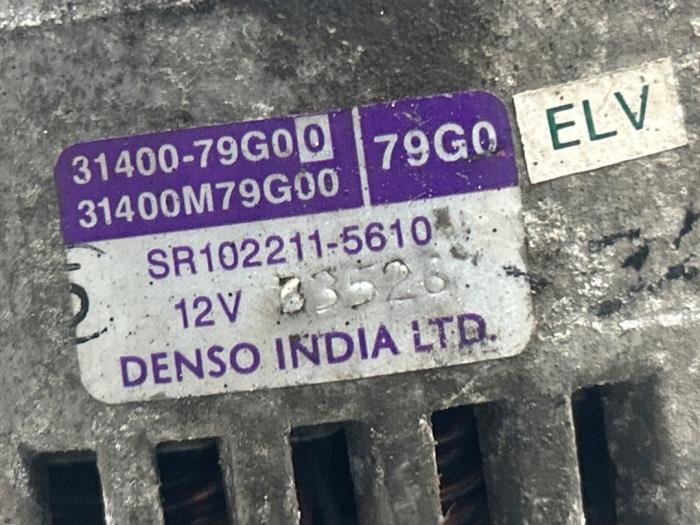 31400-79G00
31400M79G00
79G0
ELV
SR102211-5610
12V
DENSO INDIA LTD.